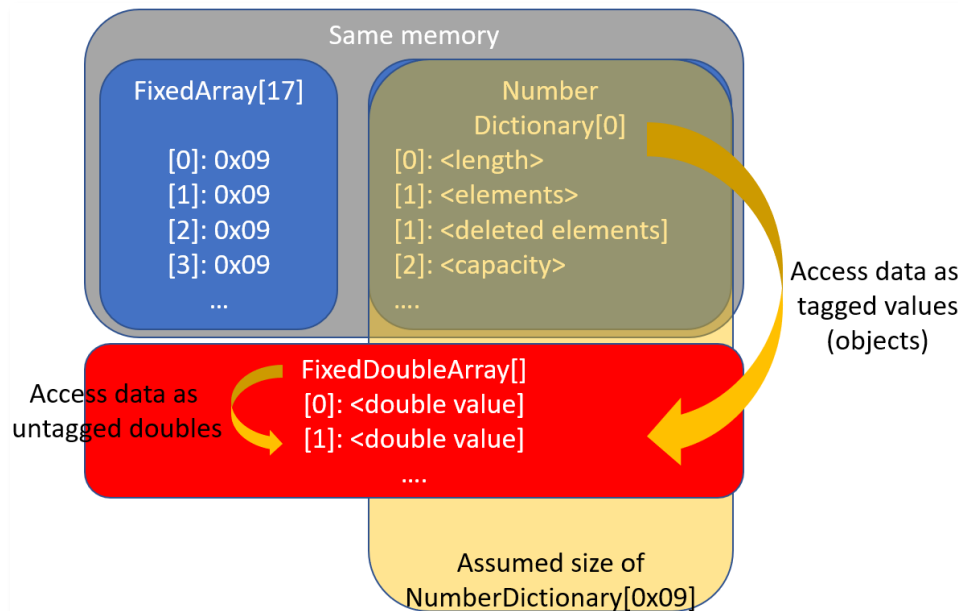 Same memory
FixedArray[17]
[0]: 0x09
[1]: 0x09
[2]: 0x09
[3]: 0x09
...
Number
Dictionary[0]
[0]: <length>
[1]: <elements>
[1]: <deleted elements]
[2]: <capacity>
....
Access data as
tagged values
(objects)
FixedDoubleArray[]
[0]: <double value]
[1]: <double value]
....
Access data as
untagged doubles
Assumed size of
NumberDictionary[0x09]